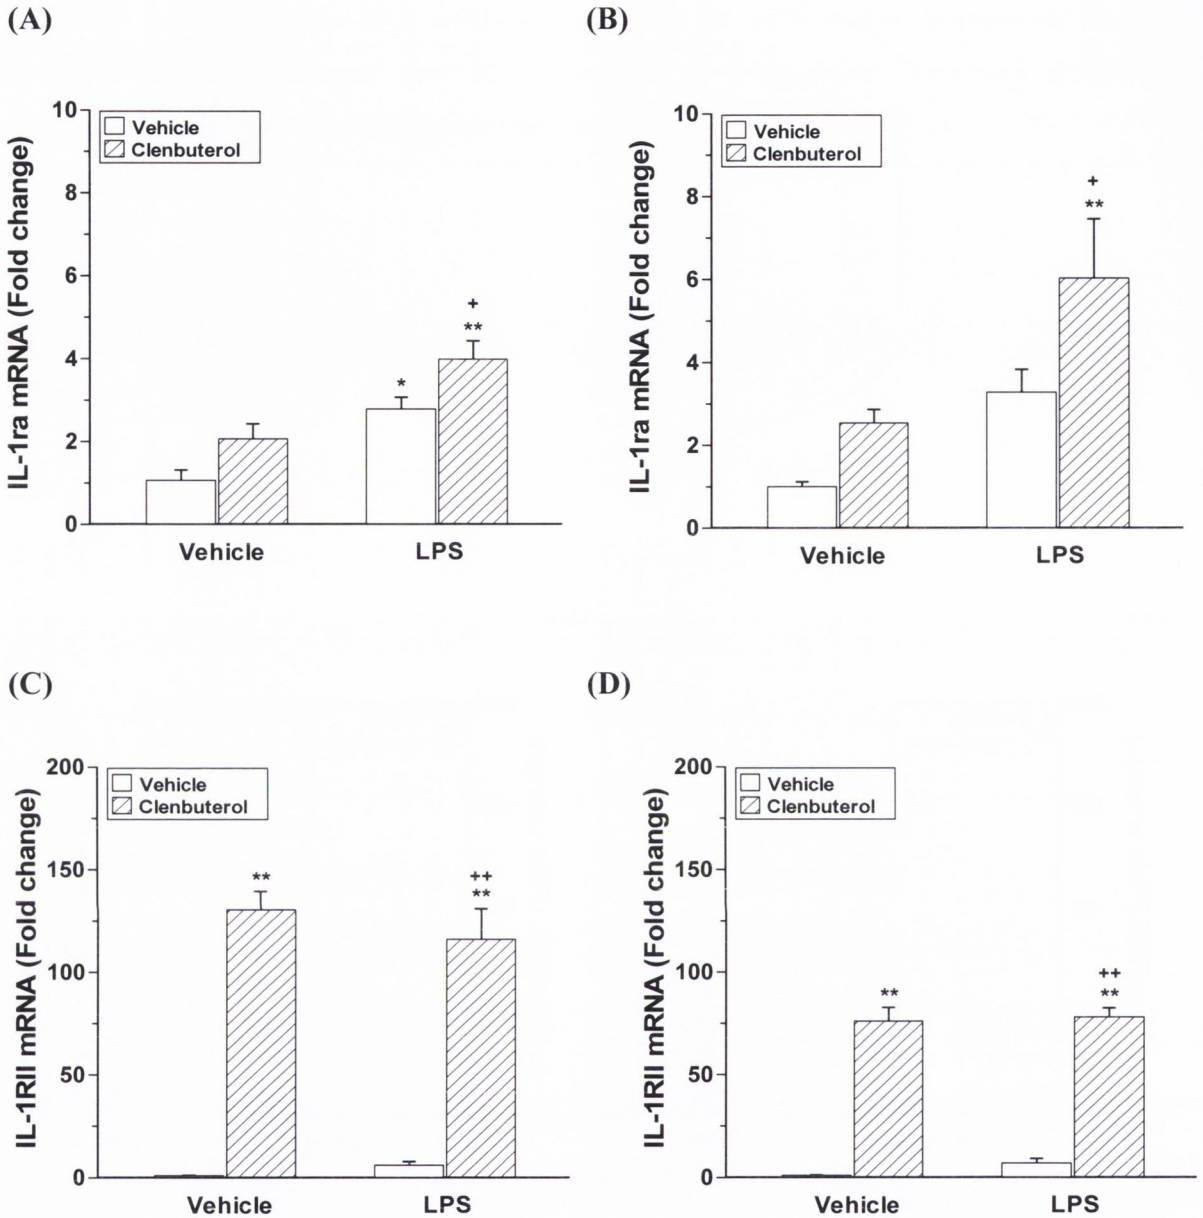 (A)
(B)
IL-1ra mRNA (Fold change)
10
8
6
4
2
0
Vehicle
Clenbuterol
*
+
**
Vehicle
LPS
IL-1ra mRNA (Fold change)
10
8
6
4
2
0
Vehicle
Clenbuterol
+
**
Vehicle
LPS
(C)
(D)
IL-1RII mRNA (Fold change)
200
150
100
50
0
Vehicle
Clenbuterol
**
++
**
Vehicle
LPS
IL-1RII mRNA (Fold change)
200
150
100
50
0
Vehicle
Clenbuterol
**
++
**
Vehicle
LPS